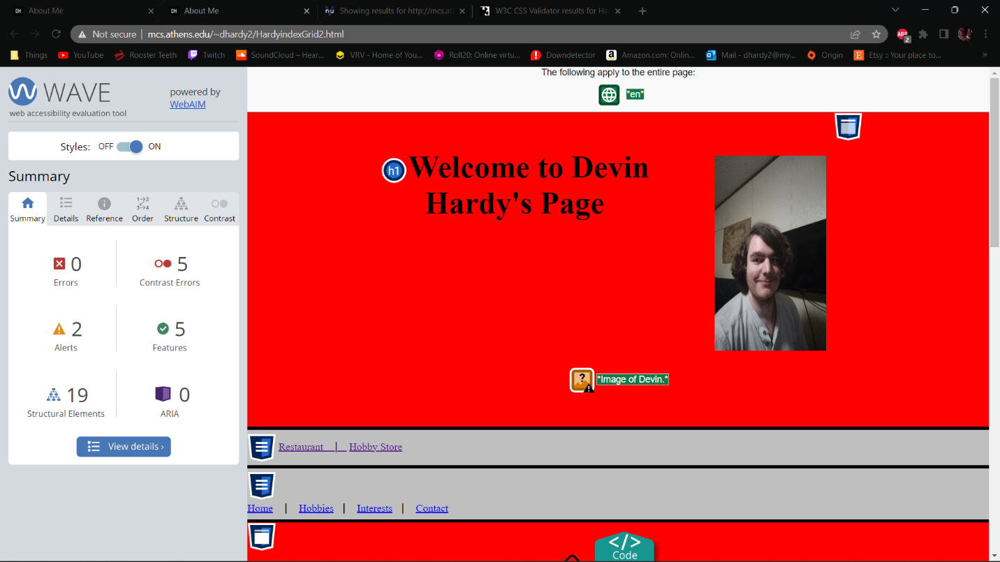 DH About Me
DH About Me
nu Showing results for http://mcs.at
W3C CSS Validator results for Ha
Not secure | mcs.athens.edu/~dhardy2/HardyindexGrid2.html
ABP 2
Things
YouTube
Rooster Teeth
Twitch
SoundCloud – Hear...
VRV - Home of You...
Roll20: Online virtu...
Downdetector
Amazon.com: Onlin...
Mail - dhardy2@my...
Origin
Etsy :: Your place to...
»
WAVE
web accessibility evaluation tool
powered by
WebAIM
Styles: OFF ON
Summary
Summary Details Reference Order Structure Contrast
0
Errors
5
Contrast Errors
2
Alerts
5
Features
19
Structural Elements
0
ARIA
View details ›
The following apply to the entire page:
*en*
h1 Welcome to Devin
Hardy's Page
*Image of Devin.*
Restaurant | Hobby Store
Home | Hobbies | Interests | Contact
</>
Code